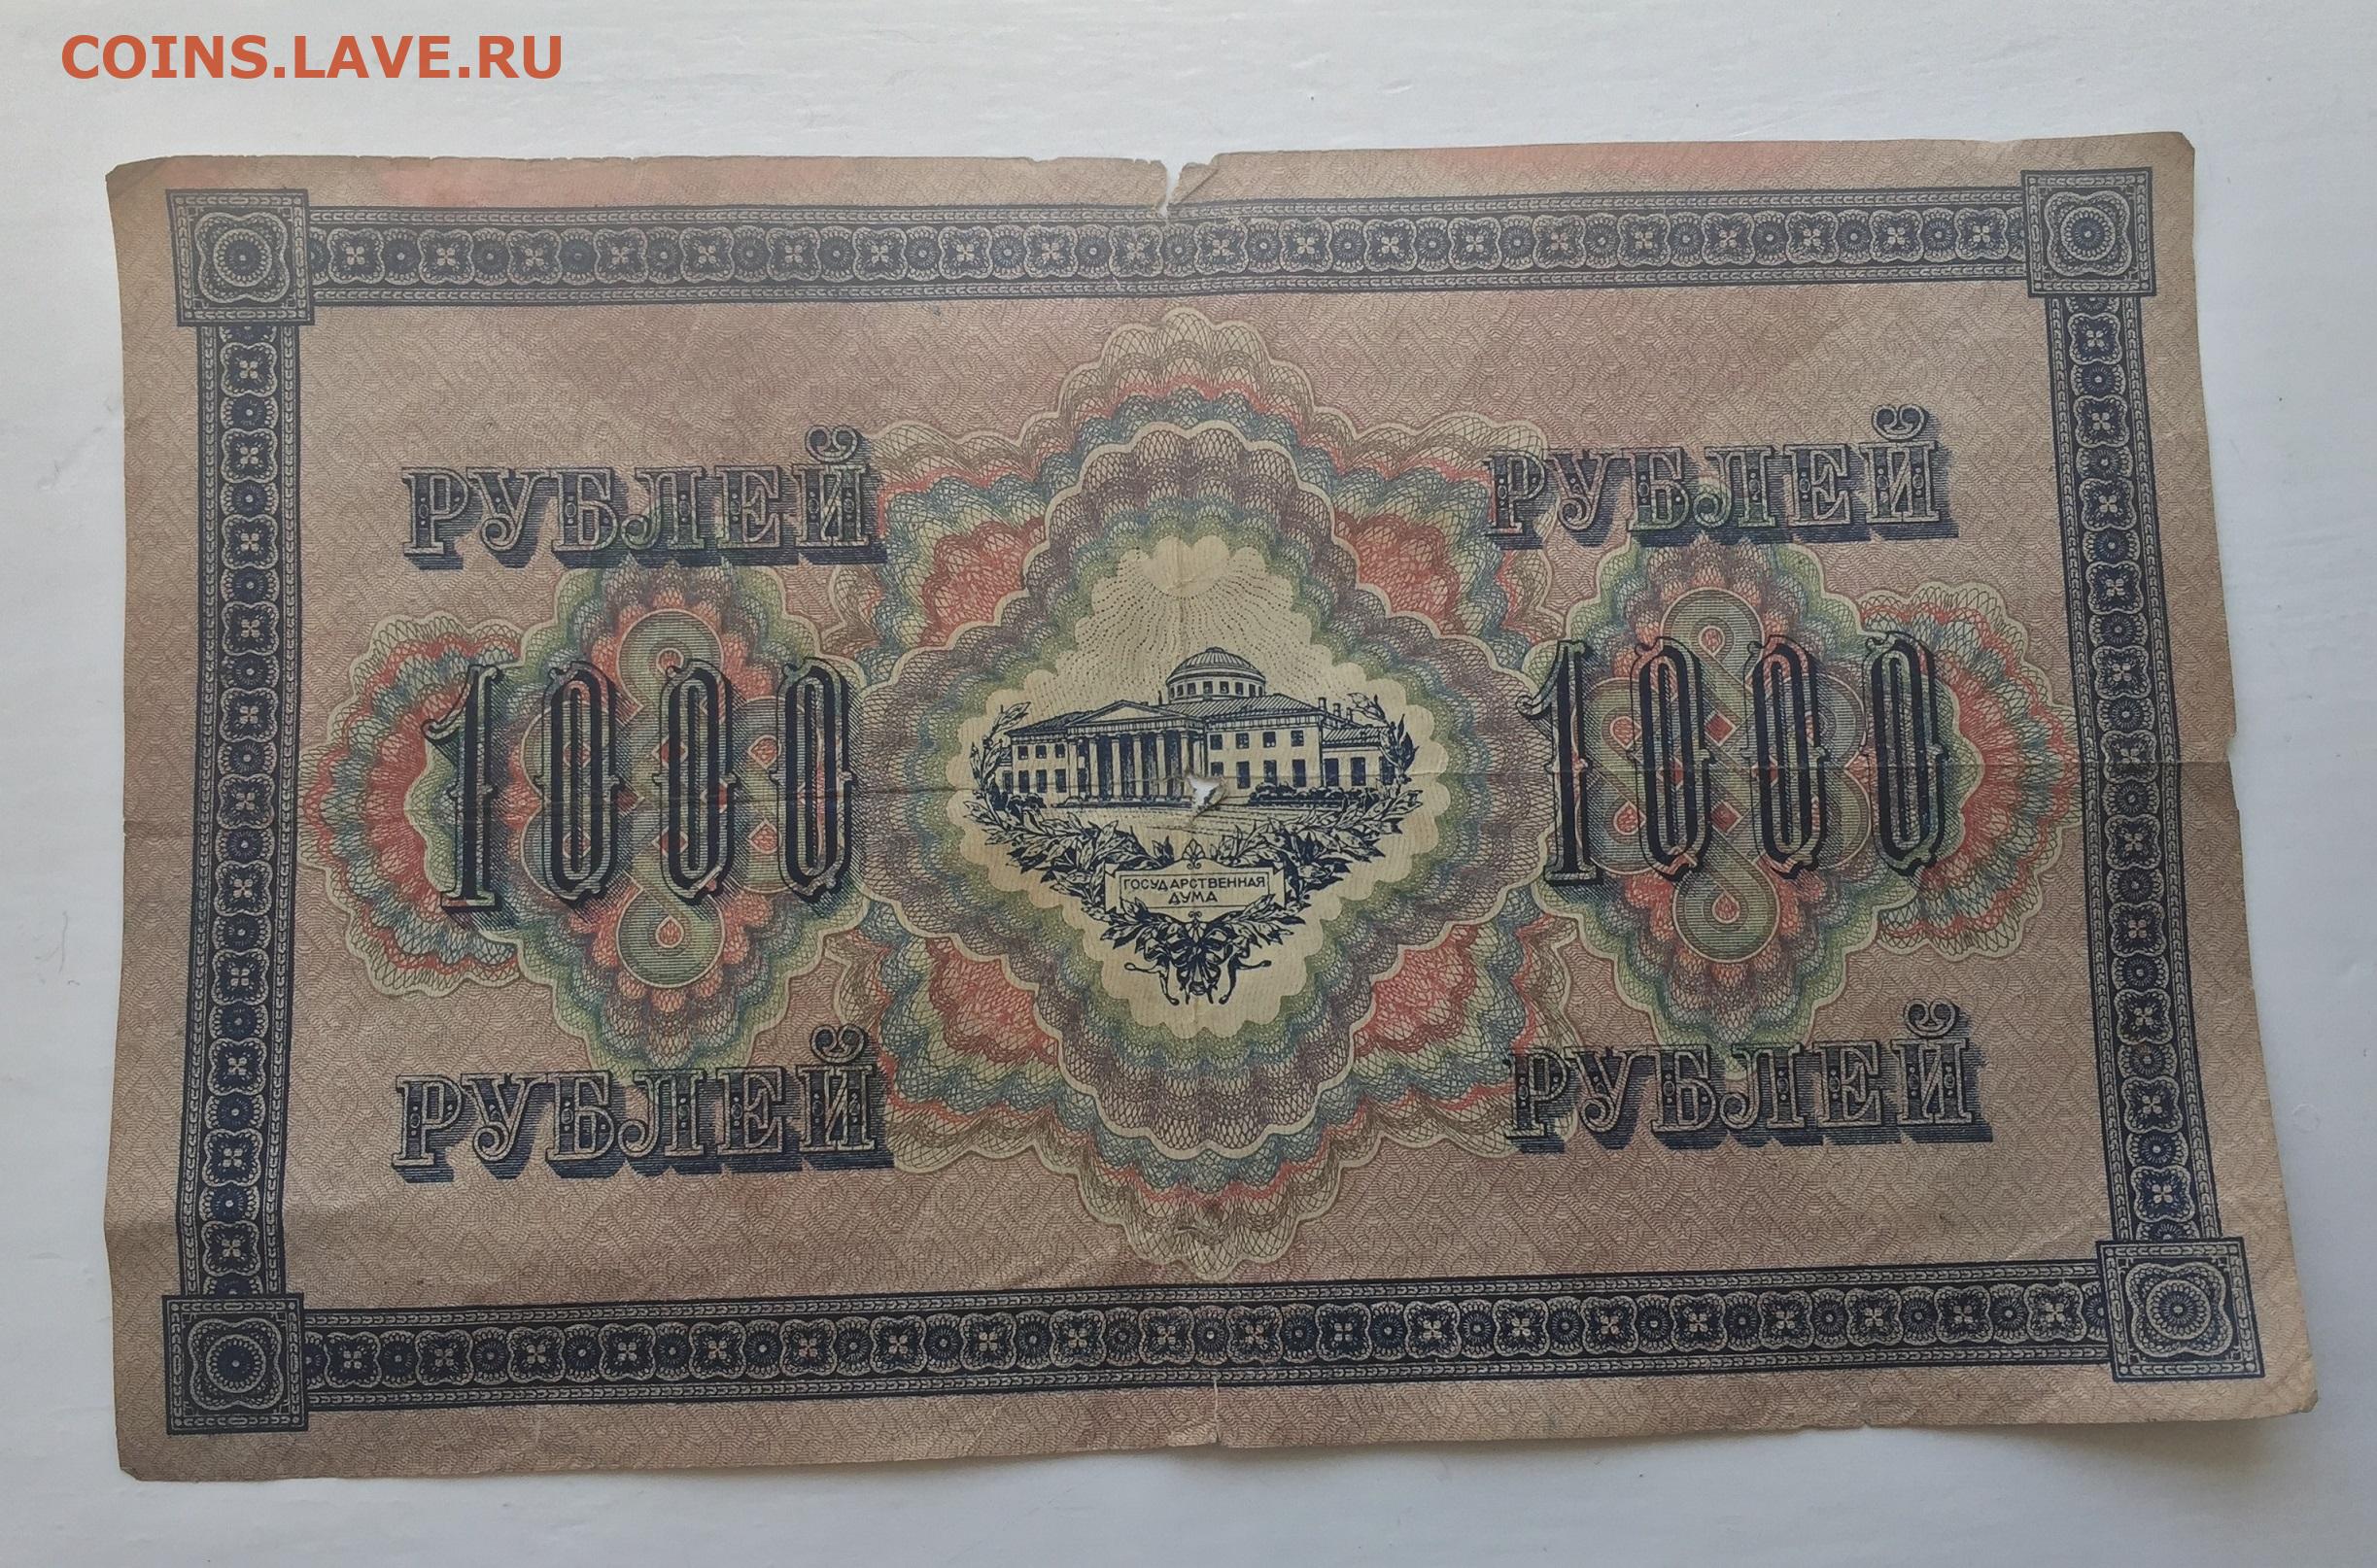 COINS.LAVE.RU
РУБЛЕЙ РУБЛЕЙ
1000 1000
ГОСУДАРСТВЕННАЯ
ДУМА
РУБЛЕЙ РУБЛЕЙ